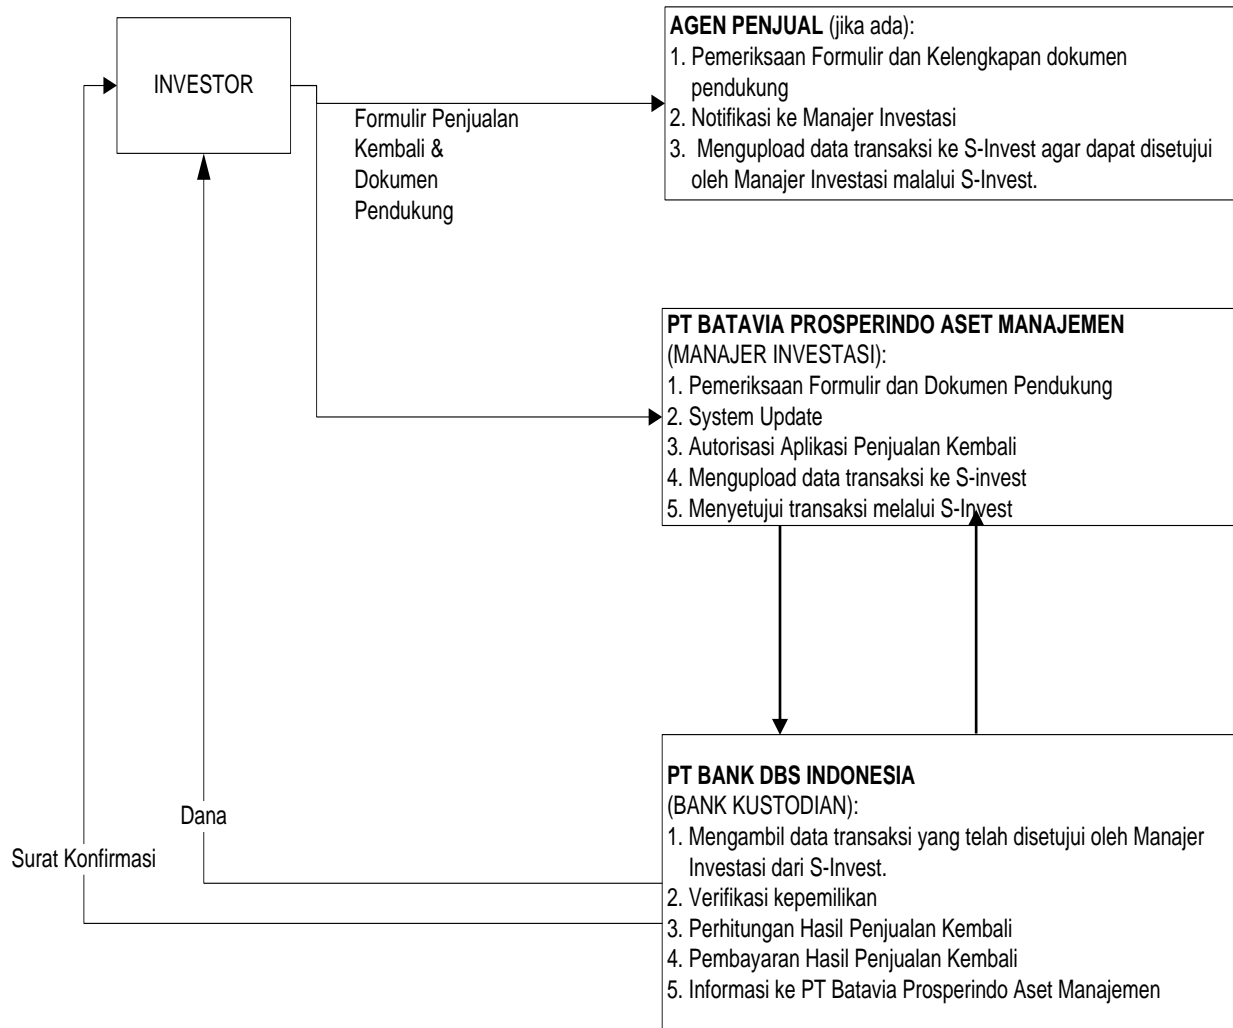 INVESTOR
Formulir Penjualan
Kembali &
Dokumen
Pendukung
AGEN PENJUAL (jika ada):
1. Pemeriksaan Formulir dan Kelengkapan dokumen
pendukung
2. Notifikasi ke Manajer Investasi
3. Mengupload data transaksi ke S-Invest agar dapat disetujui
oleh Manajer Investasi malalui S-Invest.
PT BATAVIA PROSPERINDO ASET MANAJEMEN
(MANAJER INVESTASI):
1. Pemeriksaan Formulir dan Dokumen Pendukung
2. System Update
3. Autorisasi Aplikasi Penjualan Kembali
4. Mengupload data transaksi ke S-invest
5. Menyetujui transaksi melalui S-Invest
Dana
Surat Konfirmasi
PT BANK DBS INDONESIA
(BANK KUSTODIAN):
1. Mengambil data transaksi yang telah disetujui oleh Manajer
Investasi dari S-Invest.
2. Verifikasi kepemilikan
3. Perhitungan Hasil Penjualan Kembali
4. Pembayaran Hasil Penjualan Kembali
5. Informasi ke PT Batavia Prosperindo Aset Manajemen